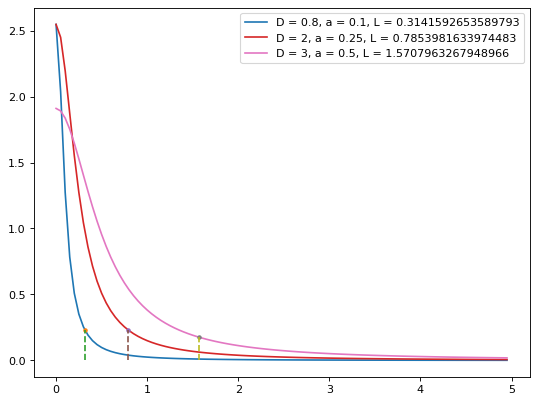 D = 0.8, a = 0.1, L = 0.3141592653589793
D = 2, a = 0.25, L = 0.7853981633974483
D = 3, a = 0.5, L = 1.5707963267948966
2.5
2.0
1.5
1.0
0.5
0.0
0 1 2 3 4 5